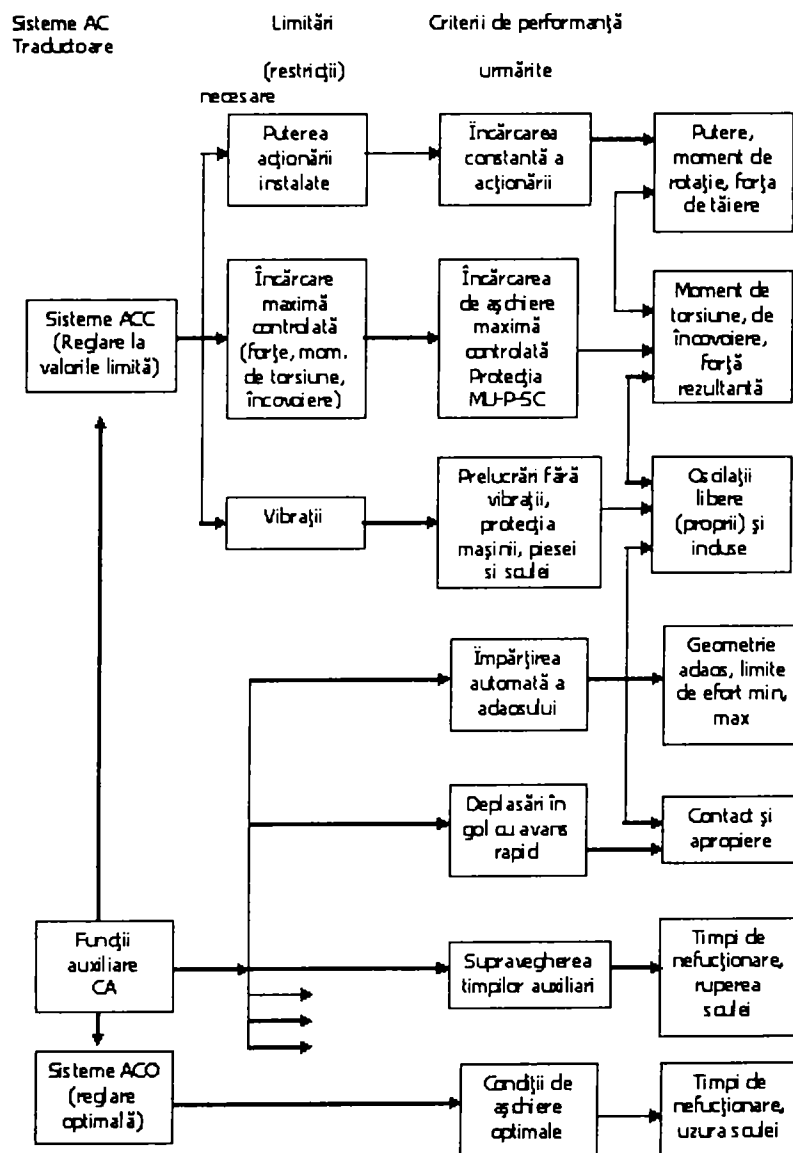 Sisteme AC
Traductoare
Limitări
(restricţii)
necesare
Criterii de performanţă
urmărite
Puterea
acţionării
instalate
Încărcarea
constantă a
acţionării
Putere,
moment de
rotaţie, forţa
de tăiere
Sisteme ACC
(Reglare la
valorile limită)
Încărcare
maximă
controlată
(forţe, mom.
de torsiune,
încovoiere)
Încărcarea
de aşchiere
maximă
controlată
Protecţia
MU-P-SC
Moment de
torsiune, de
încovoiere,
forţă
rezultantă
Vibraţii
Prelucrări fără
vibraţii,
protecţia
maşinii, piesei
si sculei
Oscilaţii
libere
(proprii) şi
induse
Împărţirea
automată a
adaosului
Geometrie
adaos, limite
de efort min,
max
Deplasări în
gol cu avans
rapid
Contact şi
apropiere
Funcţii
auxiliare
CA
Supravegherea
timpilor auxiliari
Timpi de
nefucţionare,
ruperea
sculei
Sisteme ACO
(reglare
optimală)
Condiţii de
aşchiere
optimale
Timpi de
nefucţionare,
uzura sculei